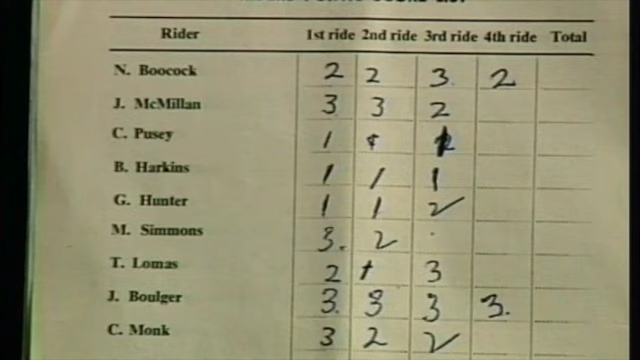 Rider 1st ride 2nd ride 3rd ride 4th ride Total
N. Boocock 2 2 3 2
J. McMillan 3 3 2
C. Pusey 1
B. Harkins 1 1 1
G. Hunter 1 1 2
M. Simmons 3. 2
T. Lomas 2 3
J. Boulger 3. 3 3 3.
C. Monk 3 2 2